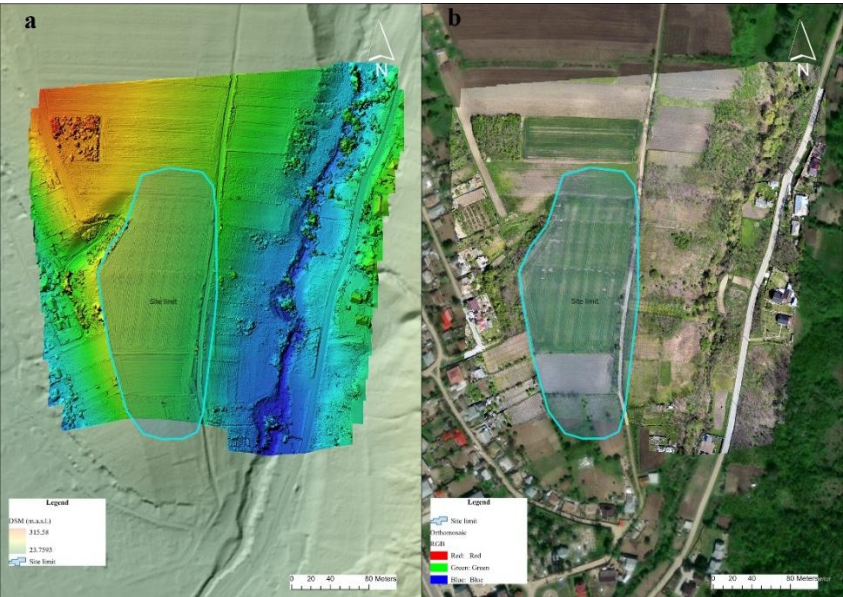 a
N
Site limit
Legend
DSM (m.a.s.l.)
315.58
23.7593
Site limit
0 20 40 80 Meters
b
N
Site limit
Legend
Site limit
Orthomosaic
RGB
Red: Red
Green: Green
Blue: Blue
0 20 40 80 Meters